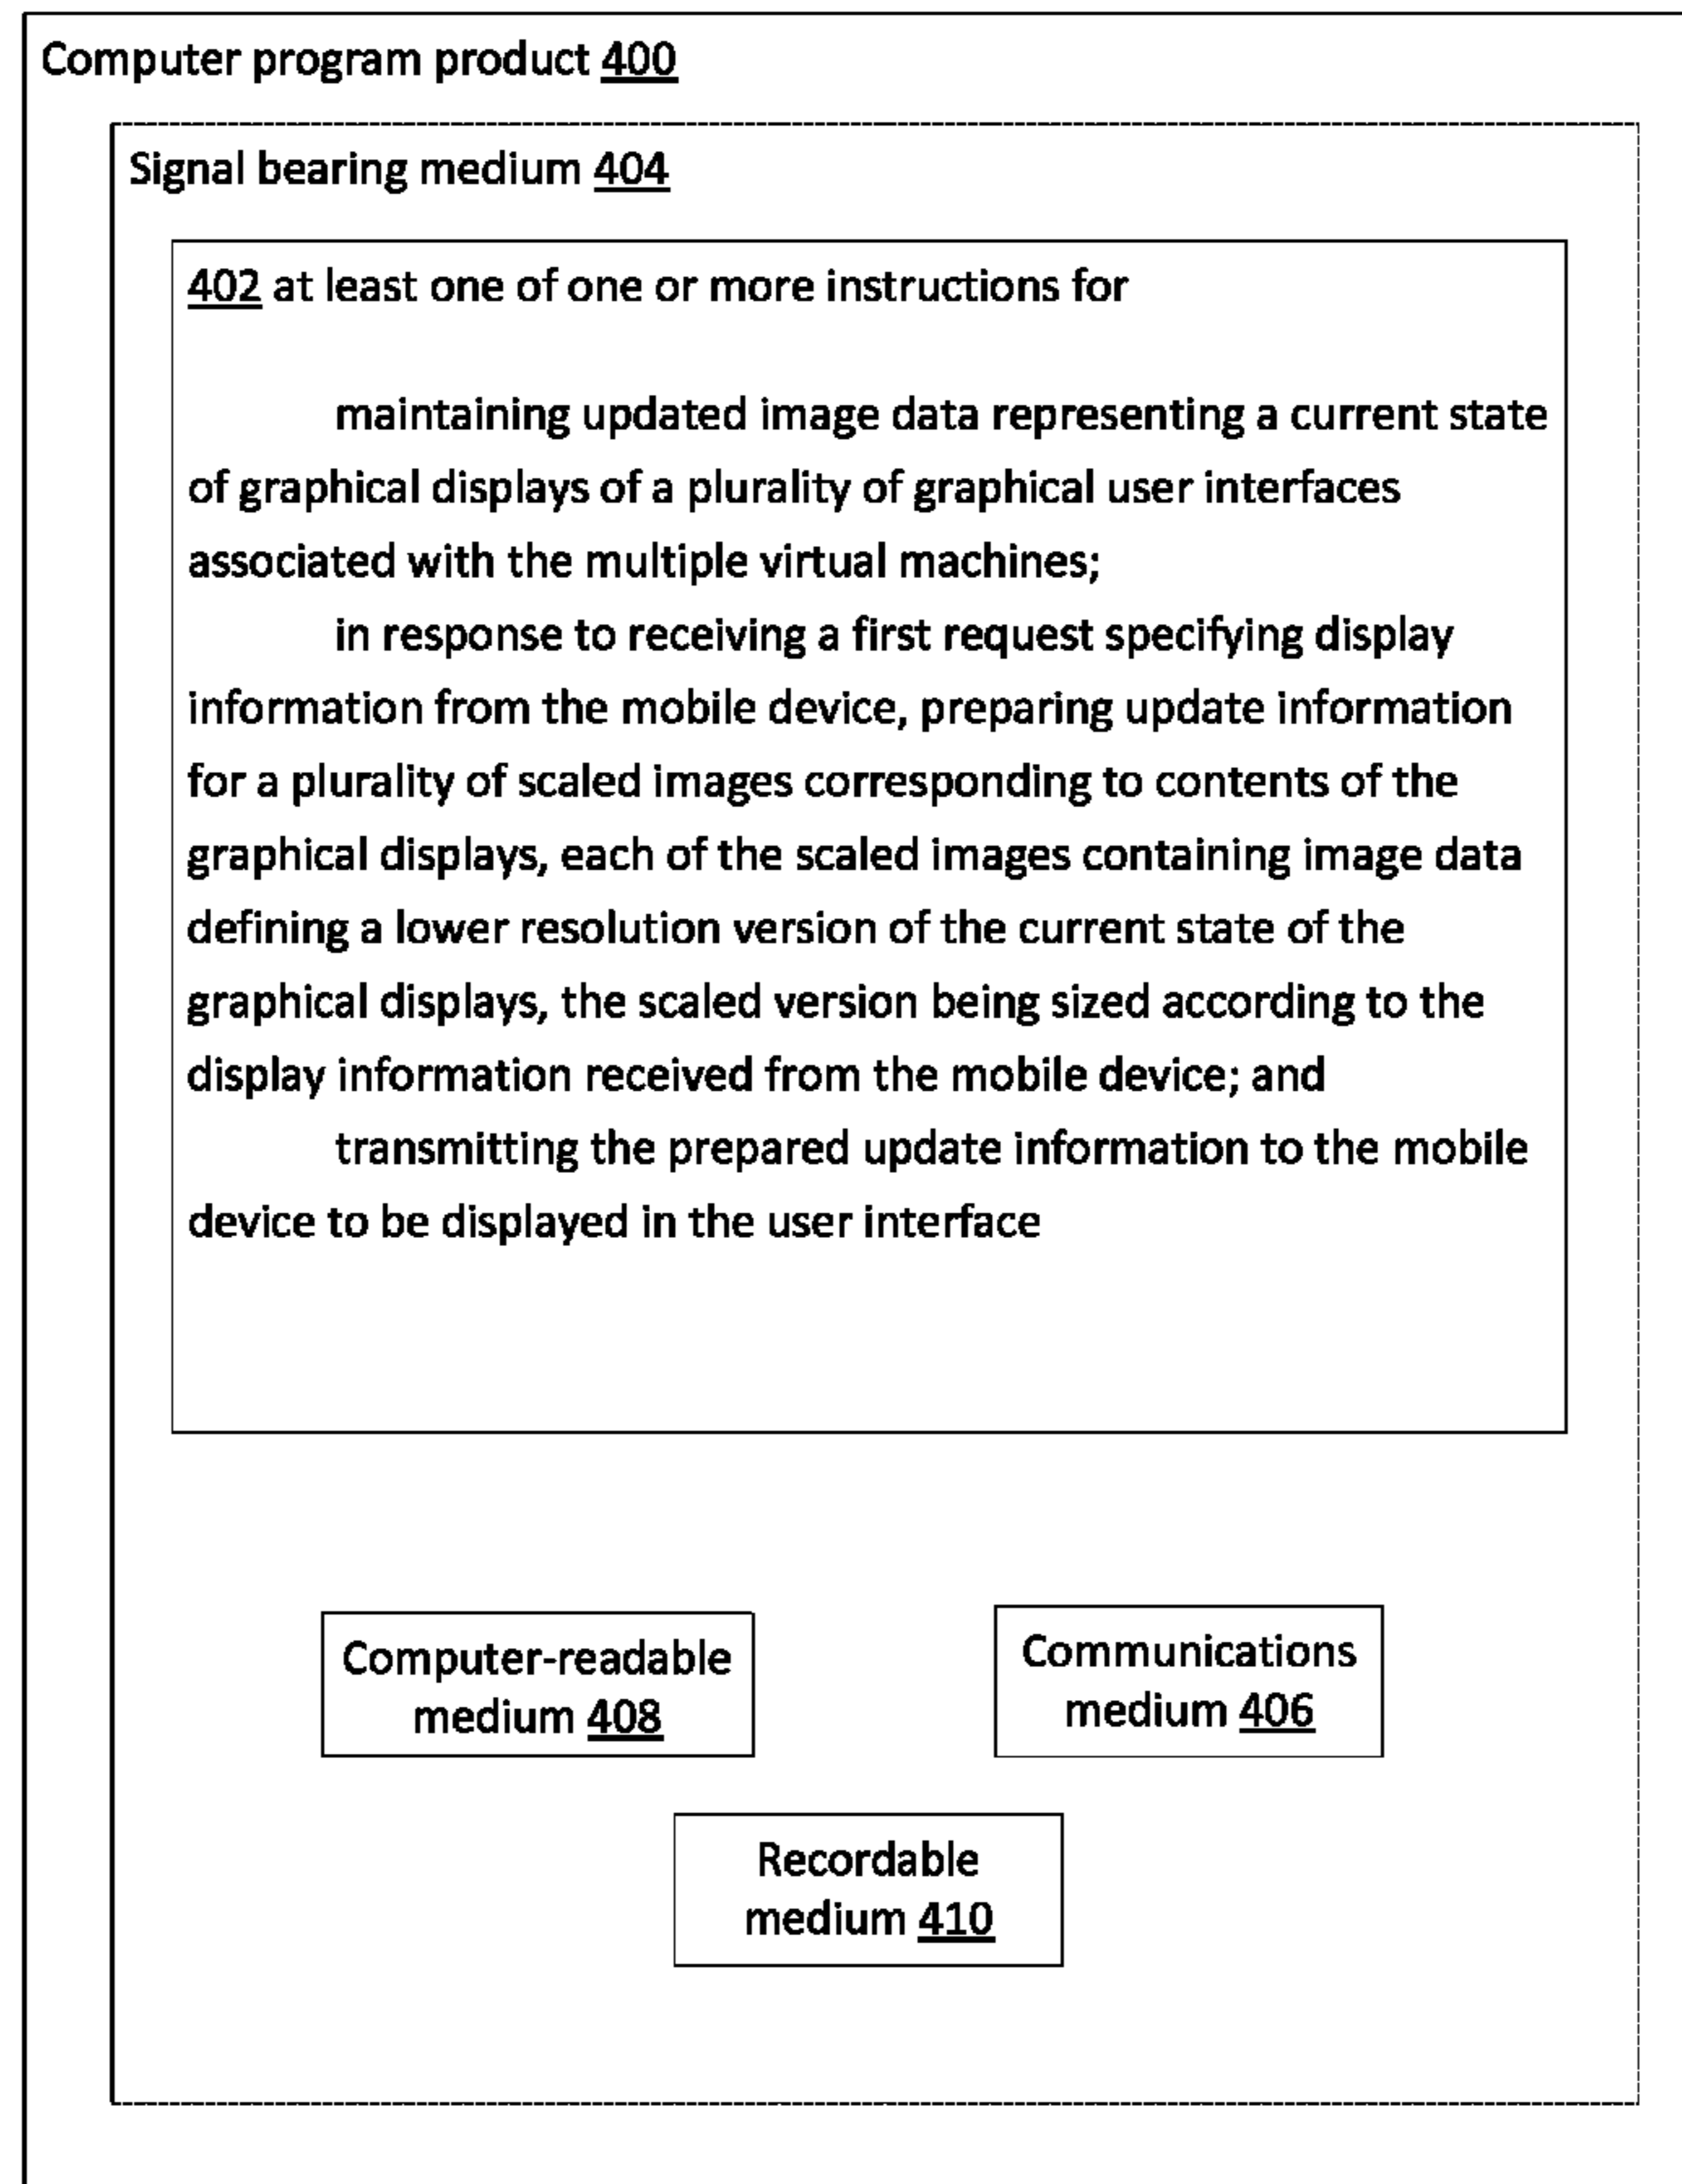 Computer program product 400
Signal bearing medium 404
402 at least one of one or more instructions for
maintaining updated image data representing a current state
of graphical displays of a plurality of graphical user interfaces
associated with the multiple virtual machines;
in response to receiving a first request specifying display
information from the mobile device, preparing update information
for a plurality of scaled images corresponding to contents of the
graphical displays, each of the scaled images containing image data
defining a lower resolution version of the current state of the
graphical displays, the scaled version being sized according to the
display information received from the mobile device; and
transmitting the prepared update information to the mobile
device to be displayed in the user interface
Computer-readable
medium 408
Communications
medium 406
Recordable
medium 410